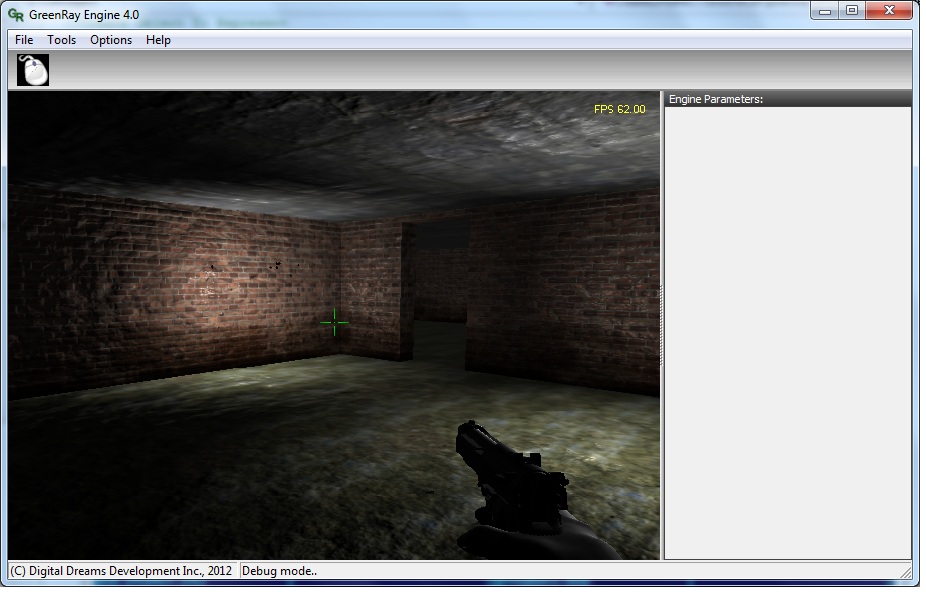 GR GreenRay Engine 4.0
File Tools Options Help
FPS 62.00
Engine Parameters:
(C) Digital Dreams Development Inc., 2012 Debug mode..